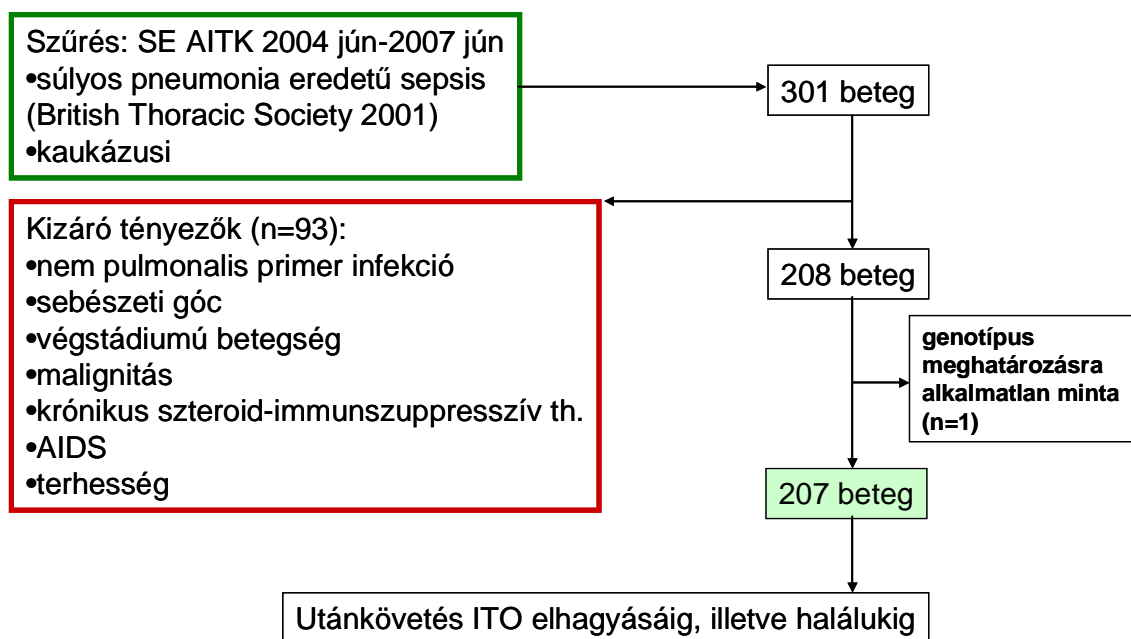 Szűrés: SE AITK 2004 jún-2007 jún
•súlyos pneumonia eredetű sepsis
(British Thoracic Society 2001)
•kaukázusi
301 beteg
Kizáró tényezők (n=93):
•nem pulmonalis primer infekció
•sebészeti góc
•végstádiumú betegség
•malignitás
•krónikus szteroid-immunszuppresszív th.
•AIDS
•terhesség
208 beteg
genotípus
meghatározásra
alkalmatlan minta
(n=1)
207 beteg
Utánkövetés ITO elhagyásáig, illetve halálukig